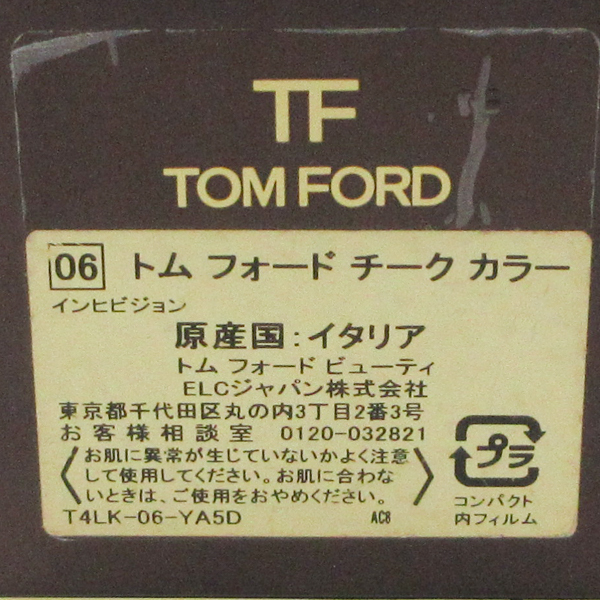 TF
TOM FORD
06 トム フォード チーク カラー
インヒビジョン
原産国:イタリア
トム フォード ビューティ
ELCジャパン株式会社
東京都千代田区丸の内3丁目2番3号
お客様相談室 0120-032821
お肌に異常が生じていないかよく注意
して使用してください。お肌に合わな
いときは、ご使用をおやめください。
T4LK-06-YA5D AC8
プラ
コンパクト
内フィルム